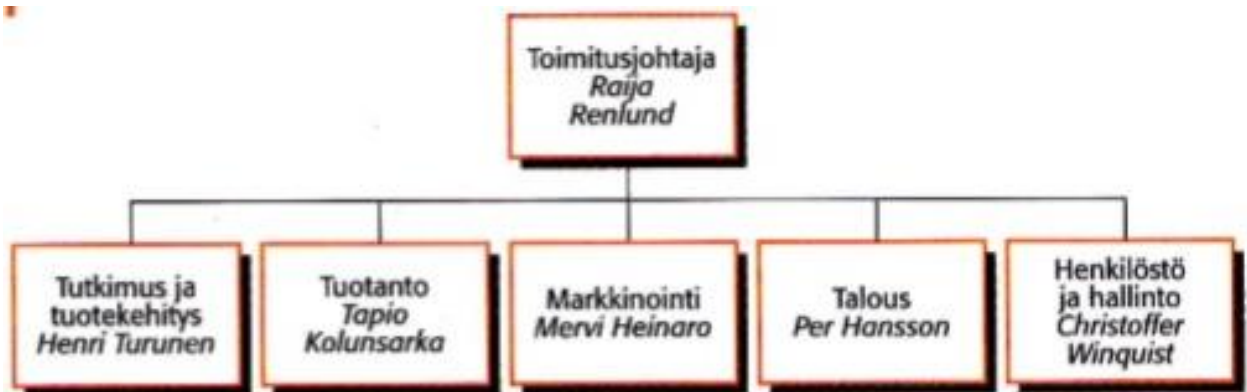 Toimitusjohtaja
Raija
Renlund
Tutkimus ja
tuotekehitys
Henri Turunen
Tuotanto
Tapio
Kolunsarka
Markkinointi
Mervi Heinaro
Talous
Per Hansson
Henkilöstö
ja hallinto
Christoffer
Winquist